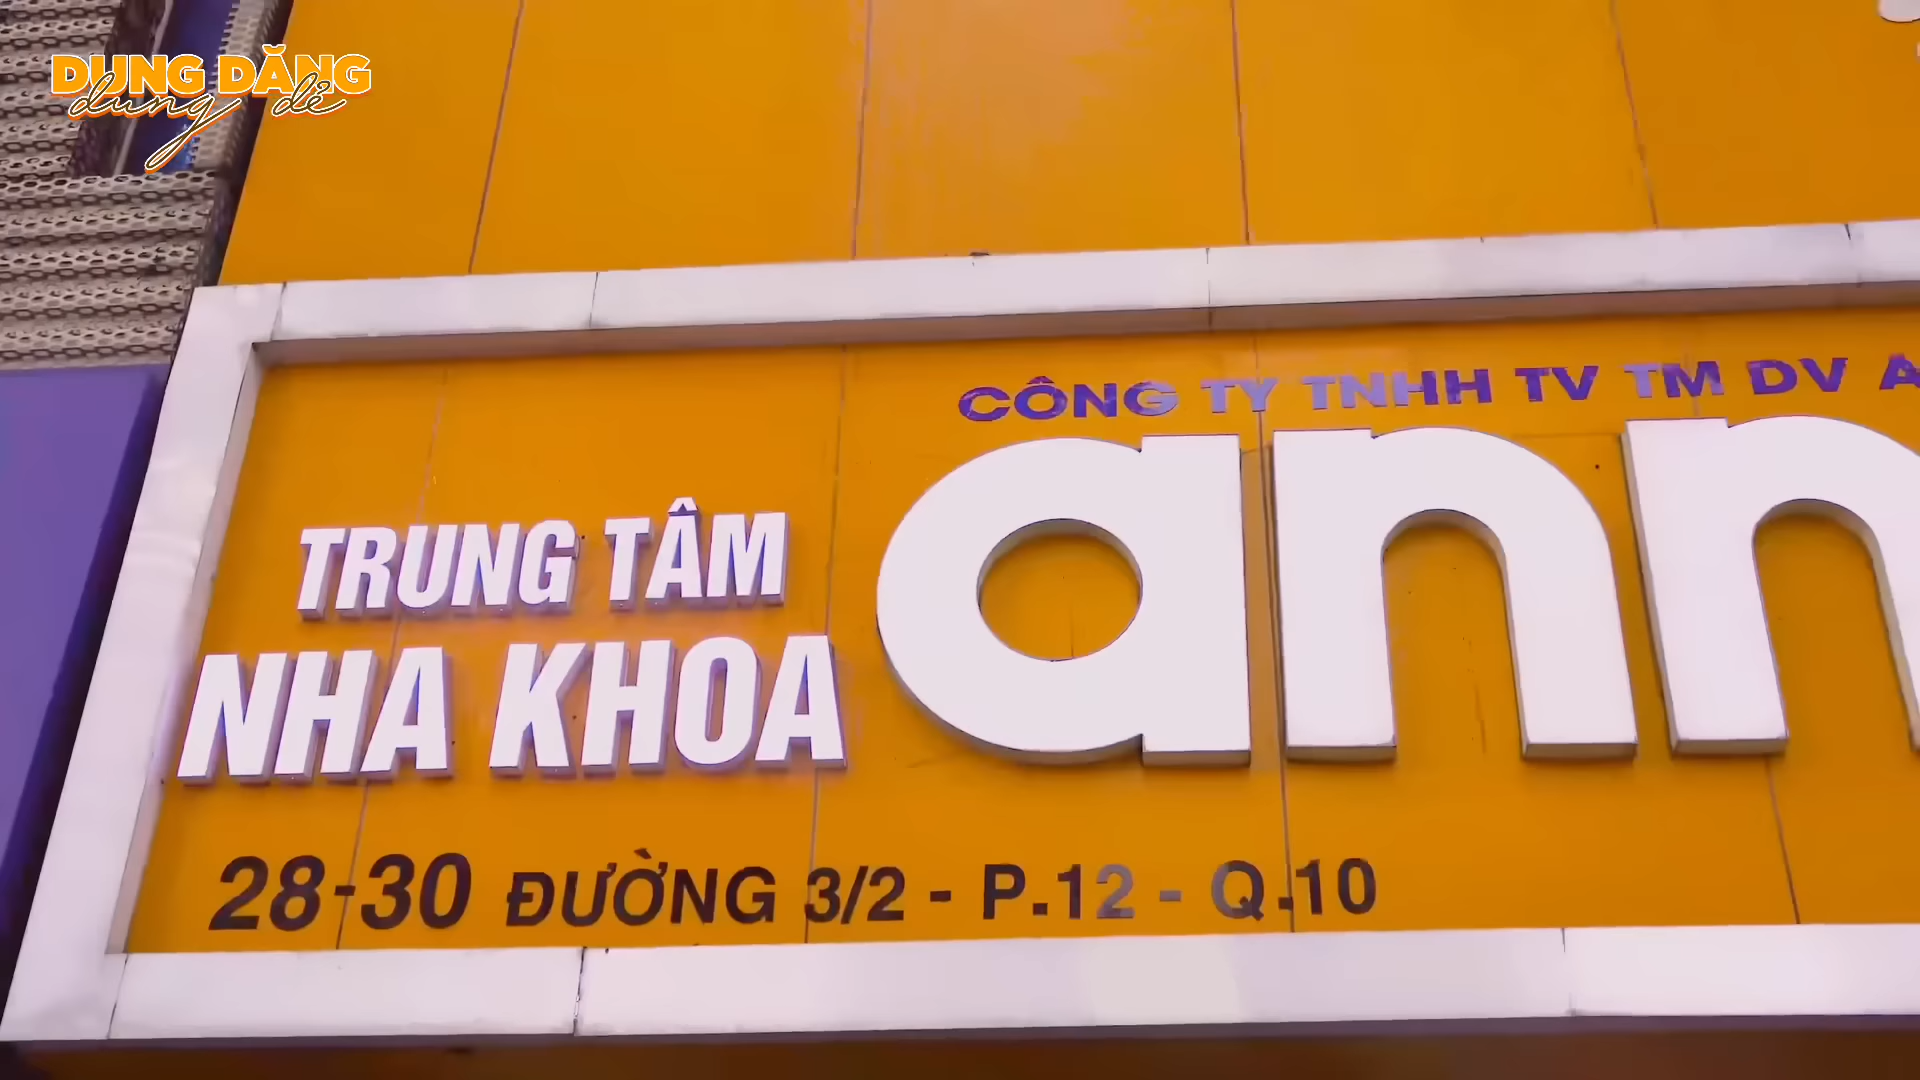 DUNG DĂNG
dung dẻ
CÔNG TY TNHH TV TM DV
TRUNG TÂM
NHA KHOA
ann
28-30 ĐƯỜNG 3/2 - P.12 - Q.10